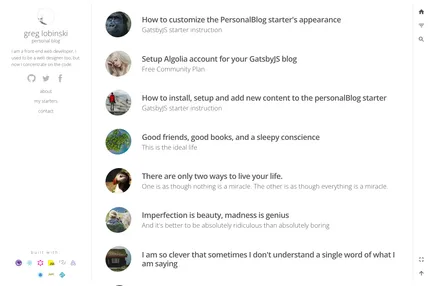 greg lobinski
personal blog
I am a front-end web developer. I
used to be a web designer too, but
now I concentrate on the code.
about
my starters
contact
built with:
How to customize the PersonalBlog starter's appearance
GatsbyJS starter instruction
Setup Algolia account for your GatsbyJS blog
Free Community Plan
How to install, setup and add new content to the personalBlog starter
GatsbyJS starter instruction
Good friends, good books, and a sleepy conscience
This is the ideal life
There are only two ways to live your life.
One is as though nothing is a miracle. The other is as though everything is a miracle.
Imperfection is beauty, madness is genius
And it's better to be absolutely ridiculous than absolutely boring
I am so clever that sometimes I don't understand a single word of what I
am saying